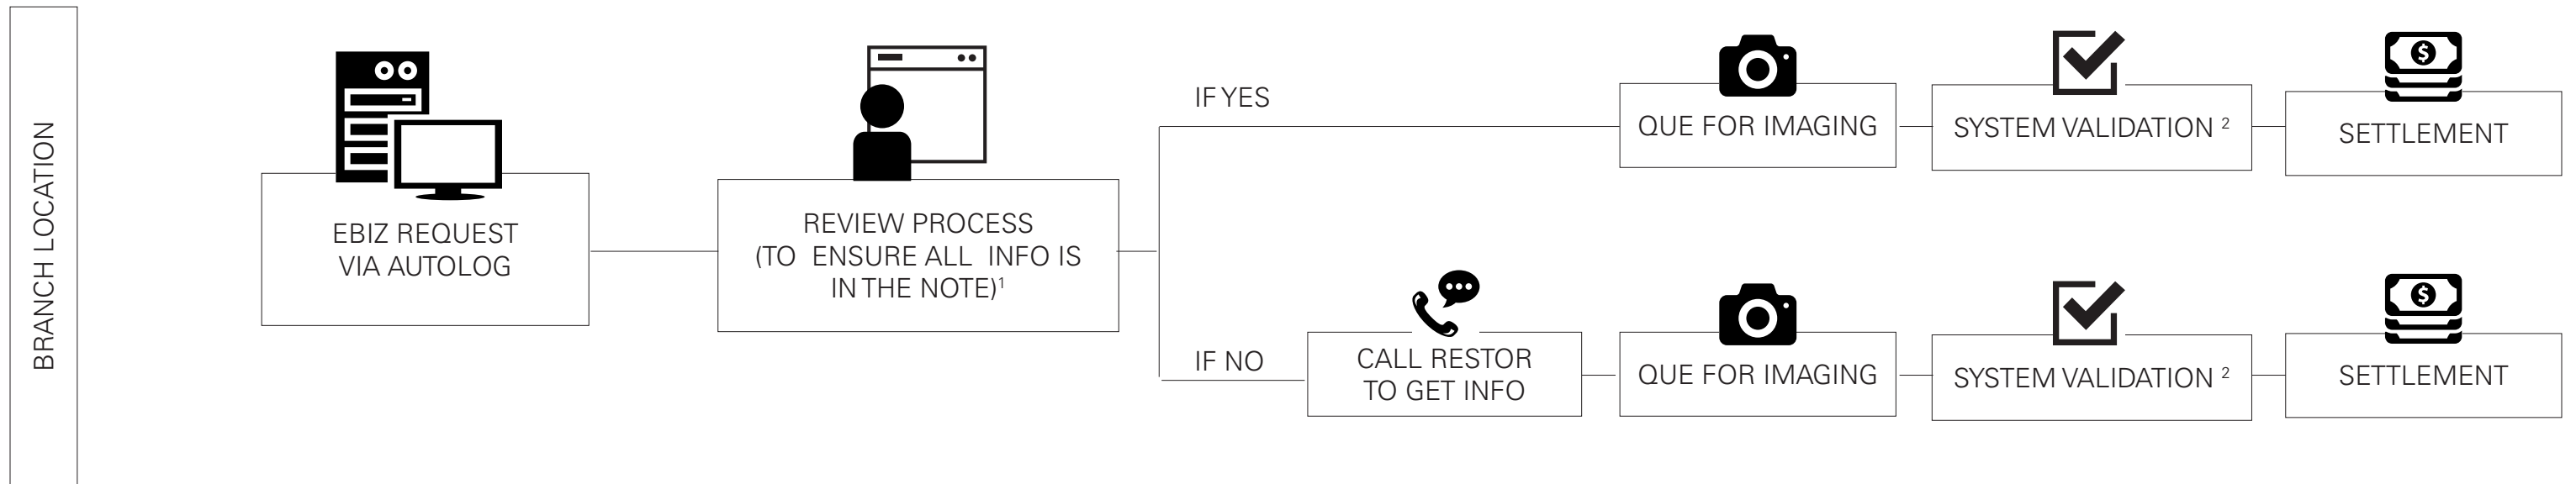 BRANCH LOCATION
EBIZ REQUEST
VIA AUTOLOG
REVIEW PROCESS
(TO ENSURE ALL INFO IS
IN THE NOTE)¹
IF YES
QUE FOR IMAGING
SYSTEM VALIDATION ²
SETTLEMENT
IF NO
CALL RESTOR
TO GET INFO
QUE FOR IMAGING
SYSTEM VALIDATION ²
SETTLEMENT